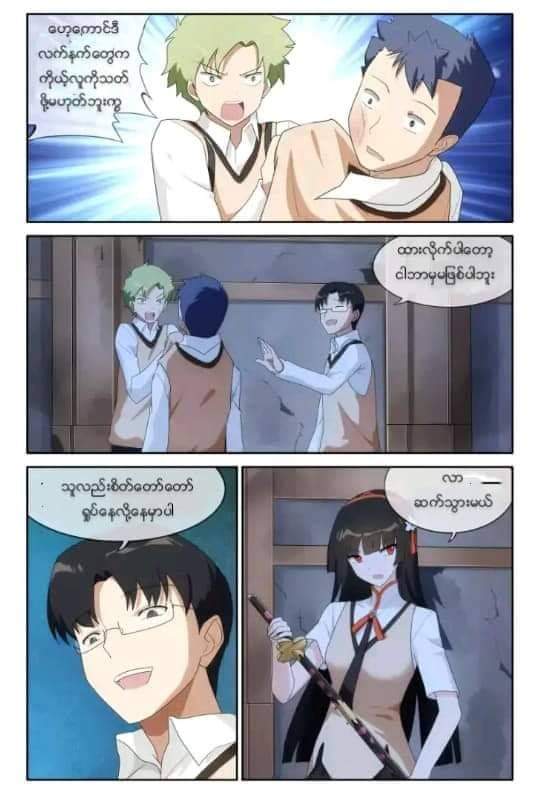 ဟေ့ကောင်ဒီ
လက်နက်တွေက
ကိုယ့်လူကိုသတ်
ဖို့မဟုတ်ဘူးကွ
ထားလိုက်ပါတော့
ငါဘာမှမဖြစ်ပါဘူး
သူလည်းစိတ်တော်တော်
ရှုပ်နေလို့နေမှာပါ
လာ
ဆက်သွားမယ်